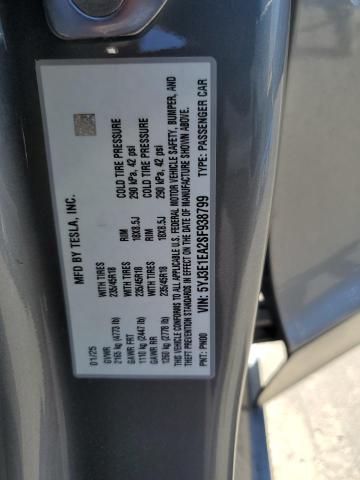 MFD BY TESLA, INC.
01/25
GVWR
2165 kg (4773 lb)
WITH TIRES
235/45R18
RIM
18X8.5J
COLD TIRE PRESSURE
290 kPa, 42 psi
GAWR FRT
1110 kg (2447 lb)
WITH TIRES
235/45R18
RIM
18X8.5J
COLD TIRE PRESSURE
290 kPa, 42 psi
GAWR RR
1260 kg (2778 lb)
THIS VEHICLE CONFORMS TO ALL APPLICABLE U.S. FEDERAL MOTOR VEHICLE SAFETY, BUMPER, AND
THEFT PREVENTION STANDARDS IN EFFECT ON THE DATE OF MANUFACTURE SHOWN ABOVE.
VIN: 5YJ3E1EA2SF938799
PNT: PN00
TYPE: PASSENGER CAR